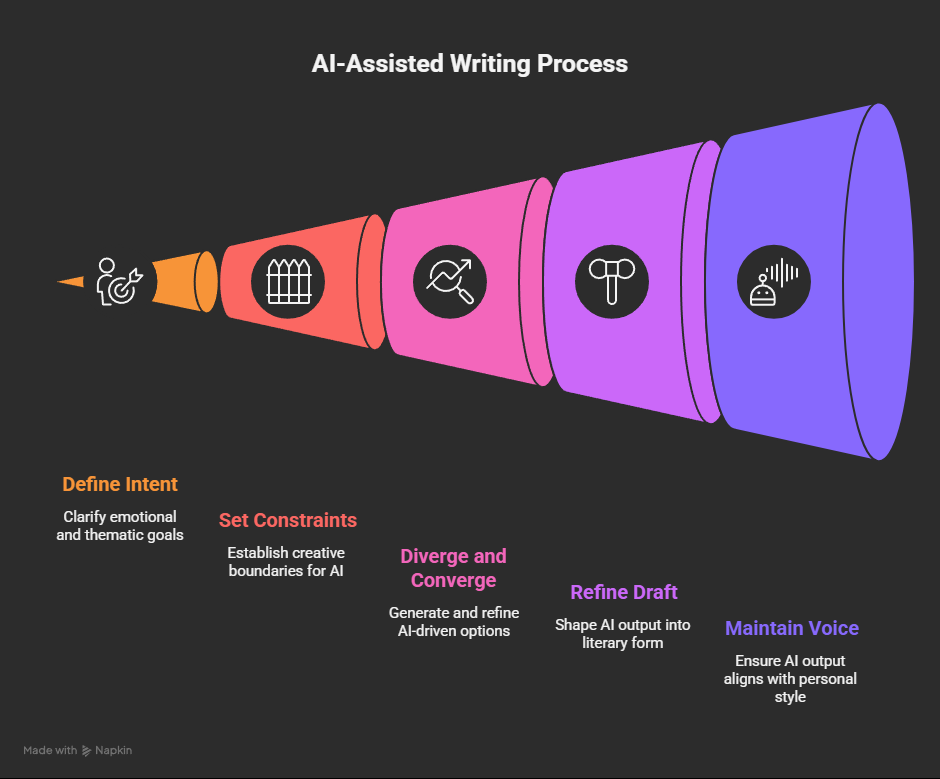 AI-Assisted Writing Process
Define Intent
Clarify emotional
and thematic goals
Set Constraints
Establish creative
boundaries for AI
Diverge and
Converge
Generate and refine
AI-driven options
Refine Draft
Shape AI output into
literary form
Maintain Voice
Ensure AI output
aligns with personal
style
Made with Napkin